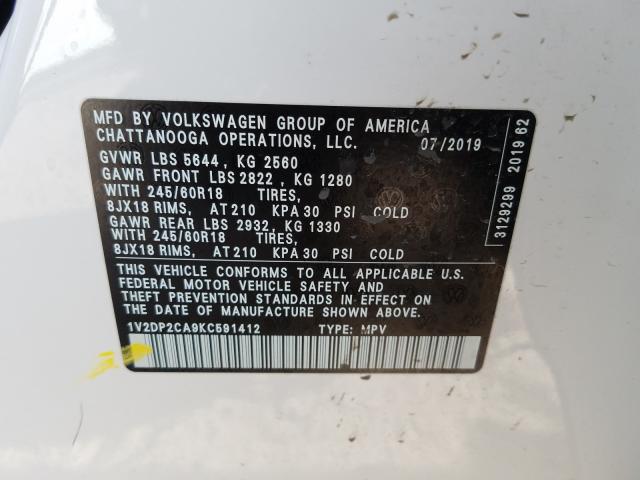 MFD BY VOLKSWAGEN GROUP OF AMERICA
CHATTANOOGA OPERATIONS, LLC. 07/2019
GVWR LBS 5644, KG 2560
GAWR FRONT LBS 2822, KG 1280
WITH 245/60R18 TIRES,
8JX18 RIMS, AT 210 KPA 30 PSI COLD
GAWR REAR LBS 2932, KG 1330
WITH 245/60R18 TIRES,
8JX18 RIMS, AT 210 KPA 30 PSI COLD
THIS VEHICLE CONFORMS TO ALL APPLICABLE U.S.
FEDERAL MOTOR VEHICLE SAFETY AND
THEFT PREVENTION STANDARDS IN EFFECT ON
THE DATE OF MANUFACTURE SHOWN ABOVE.
1V2DP2CA9KC591412 TYPE: MPV
3129299 2019 62